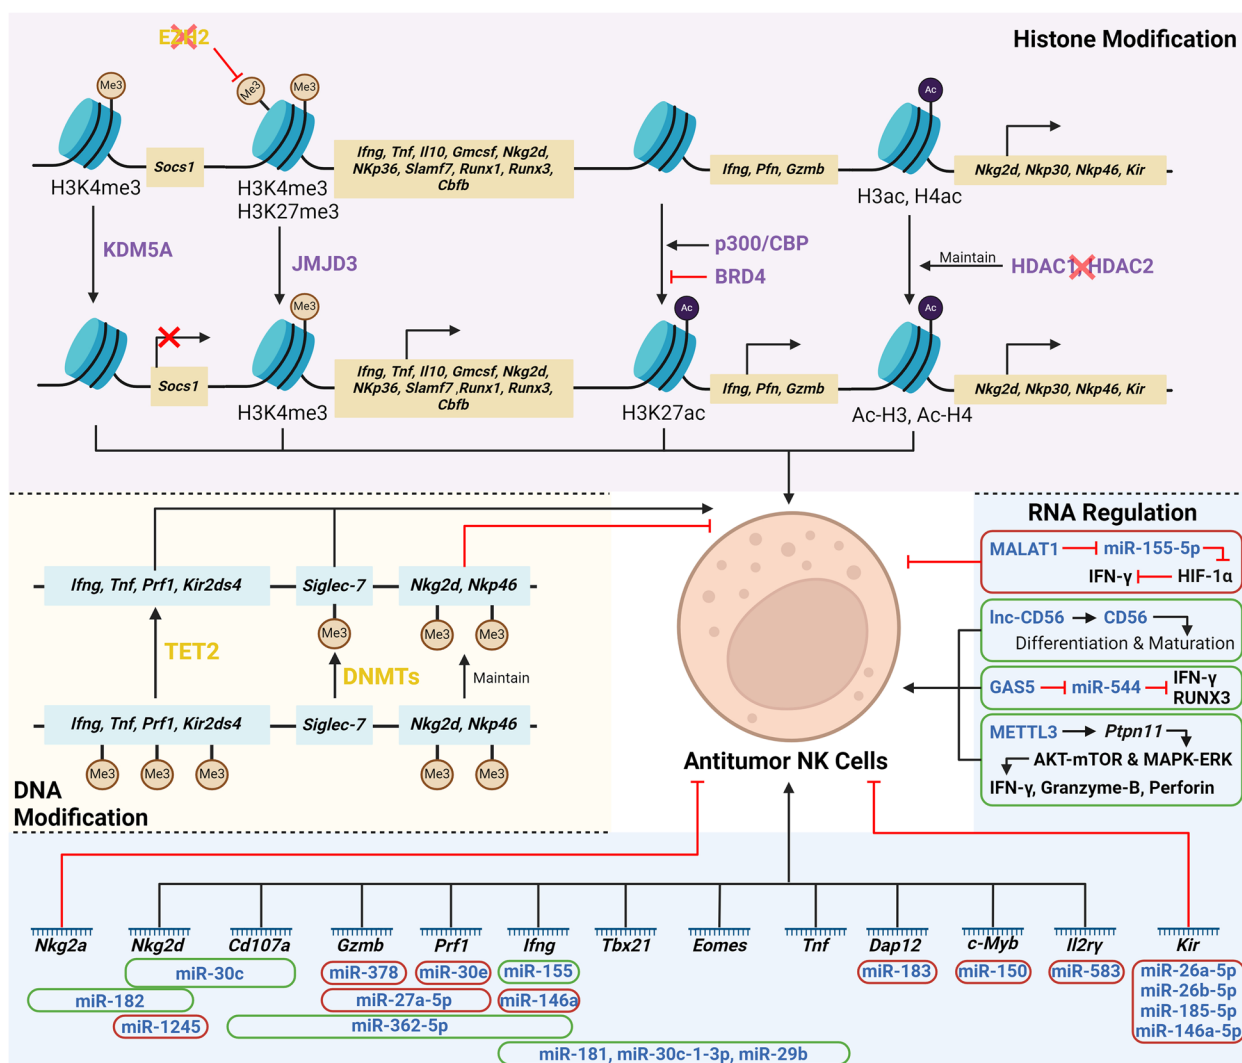 Histone Modification
EZH2
Me3
Me3
Me3
Ac
Socs1
Ifng, Tnf, Il10, Gmcsf, Nkg2d,
NKp36, Slamf7, Runx1, Runx3,
Cbfb
Ifng, Pfn, Gzmb
Nkg2d, Nkp30, Nkp46, Kir
H3K4me3
H3K4me3
H3K27me3
H3ac, H4ac
KDM5A
JMJD3
p300/CBP
BRD4
Maintain
HDAC1, HDAC2
Me3
Ac
Ac
Socs1
Ifng, Tnf, Il10, Gmcsf, Nkg2d,
NKp36, Slamf7 ,Runx1, Runx3,
Cbfb
Ifng, Pfn, Gzmb
Nkg2d, Nkp30, Nkp46, Kir
H3K4me3
H3K27ac
Ac-H3, Ac-H4
Ifng, Tnf, Prf1, Kir2ds4
Siglec-7
Nkg2d, Nkp46
Me3
Me3
Me3
TET2
DNMTs
Maintain
Ifng, Tnf, Prf1, Kir2ds4
Siglec-7
Nkg2d, Nkp46
Me3
Me3
Me3
Me3
Me3
DNA
Modification
Antitumor NK Cells
RNA Regulation
MALAT1
miR-155-5p
IFN-γ
HIF-1α
lnc-CD56
CD56
Differentiation & Maturation
GAS5
miR-544
IFN-γ
RUNX3
METTL3
Ptpn11
AKT-mTOR & MAPK-ERK
IFN-γ, Granzyme-B, Perforin
Nkg2a
Nkg2d
Cd107a
Gzmb
Prf1
Ifng
Tbx21
Eomes
Tnf
Dap12
c-Myb
Il2rγ
Kir
miR-30c
miR-378
miR-30e
miR-155
miR-183
miR-150
miR-583
miR-26a-5p
miR-26b-5p
miR-185-5p
miR-146a-5p
miR-182
miR-27a-5p
miR-146a
miR-1245
miR-362-5p
miR-181, miR-30c-1-3p, miR-29b